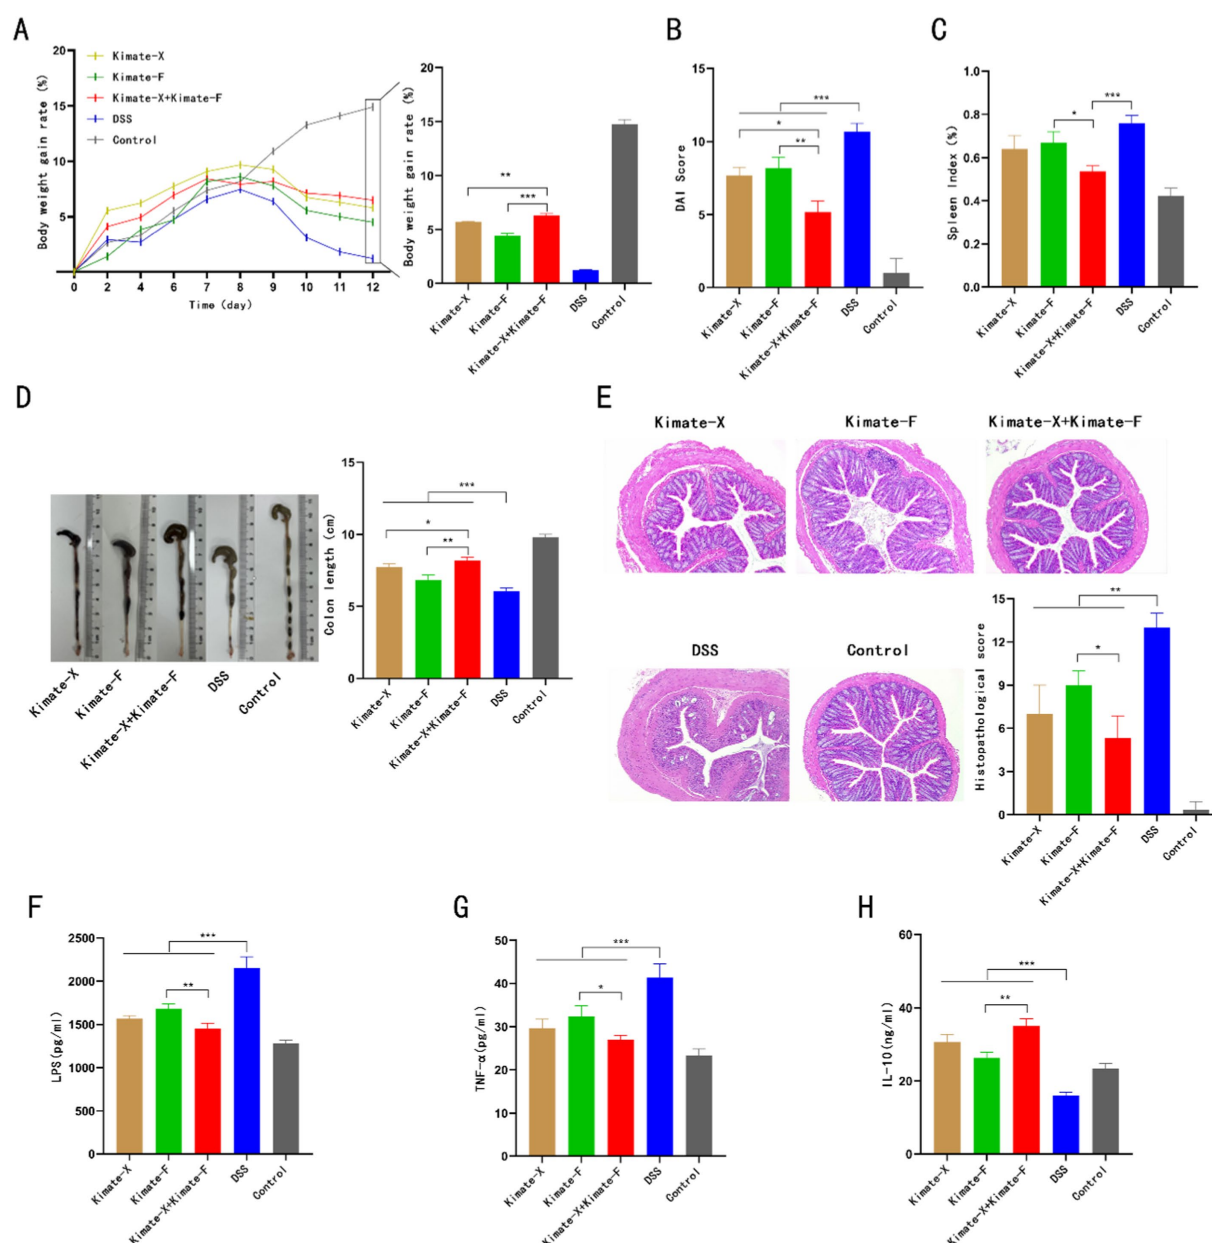 A
Body weight gain rate (%)
20
15
10
5
0
2
4
6
7
8
9
10
11
12
Time (day)
Kimate-X
Kimate-F
Kimate-X+Kimate-F
DSS
Control
Body weight gain rate (%)
20
15
10
5
0
**
***
Kimate-X
Kimate-F
Kimate-X+Kimate-F
DSS
Control
B
DAI Score
15
10
5
0
***
*
**
Kimate-X
Kimate-F
Kimate-X+Kimate-F
DSS
Control
C
Spleen Index (%)
1.0
0.8
0.6
0.4
0.2
0.0
***
*
Kimate-X
Kimate-F
Kimate-X+Kimate-F
DSS
Control
D
Kimate-X
Kimate-F
Kimate-X+Kimate-F
DSS
Control
Colon length (cm)
15
10
5
0
***
*
**
Kimate-X
Kimate-F
Kimate-X+Kimate-F
DSS
Control
E
Kimate-X
Kimate-F
Kimate-X+Kimate-F
DSS
Control
Histopathological score
15
12
9
6
3
0
**
*
Kimate-X
Kimate-F
Kimate-X+Kimate-F
DSS
Control
F
LPS(pg/ml)
2500
2000
1500
1000
500
0
***
**
Kimate-X
Kimate-F
Kimate-X+Kimate-F
DSS
Control
G
TNF-α(pg/ml)
50
40
30
20
10
0
***
*
Kimate-X
Kimate-F
Kimate-X+Kimate-F
DSS
Control
H
IL-10(ng/ml)
60
40
20
0
***
**
Kimate-X
Kimate-F
Kimate-X+Kimate-F
DSS
Control